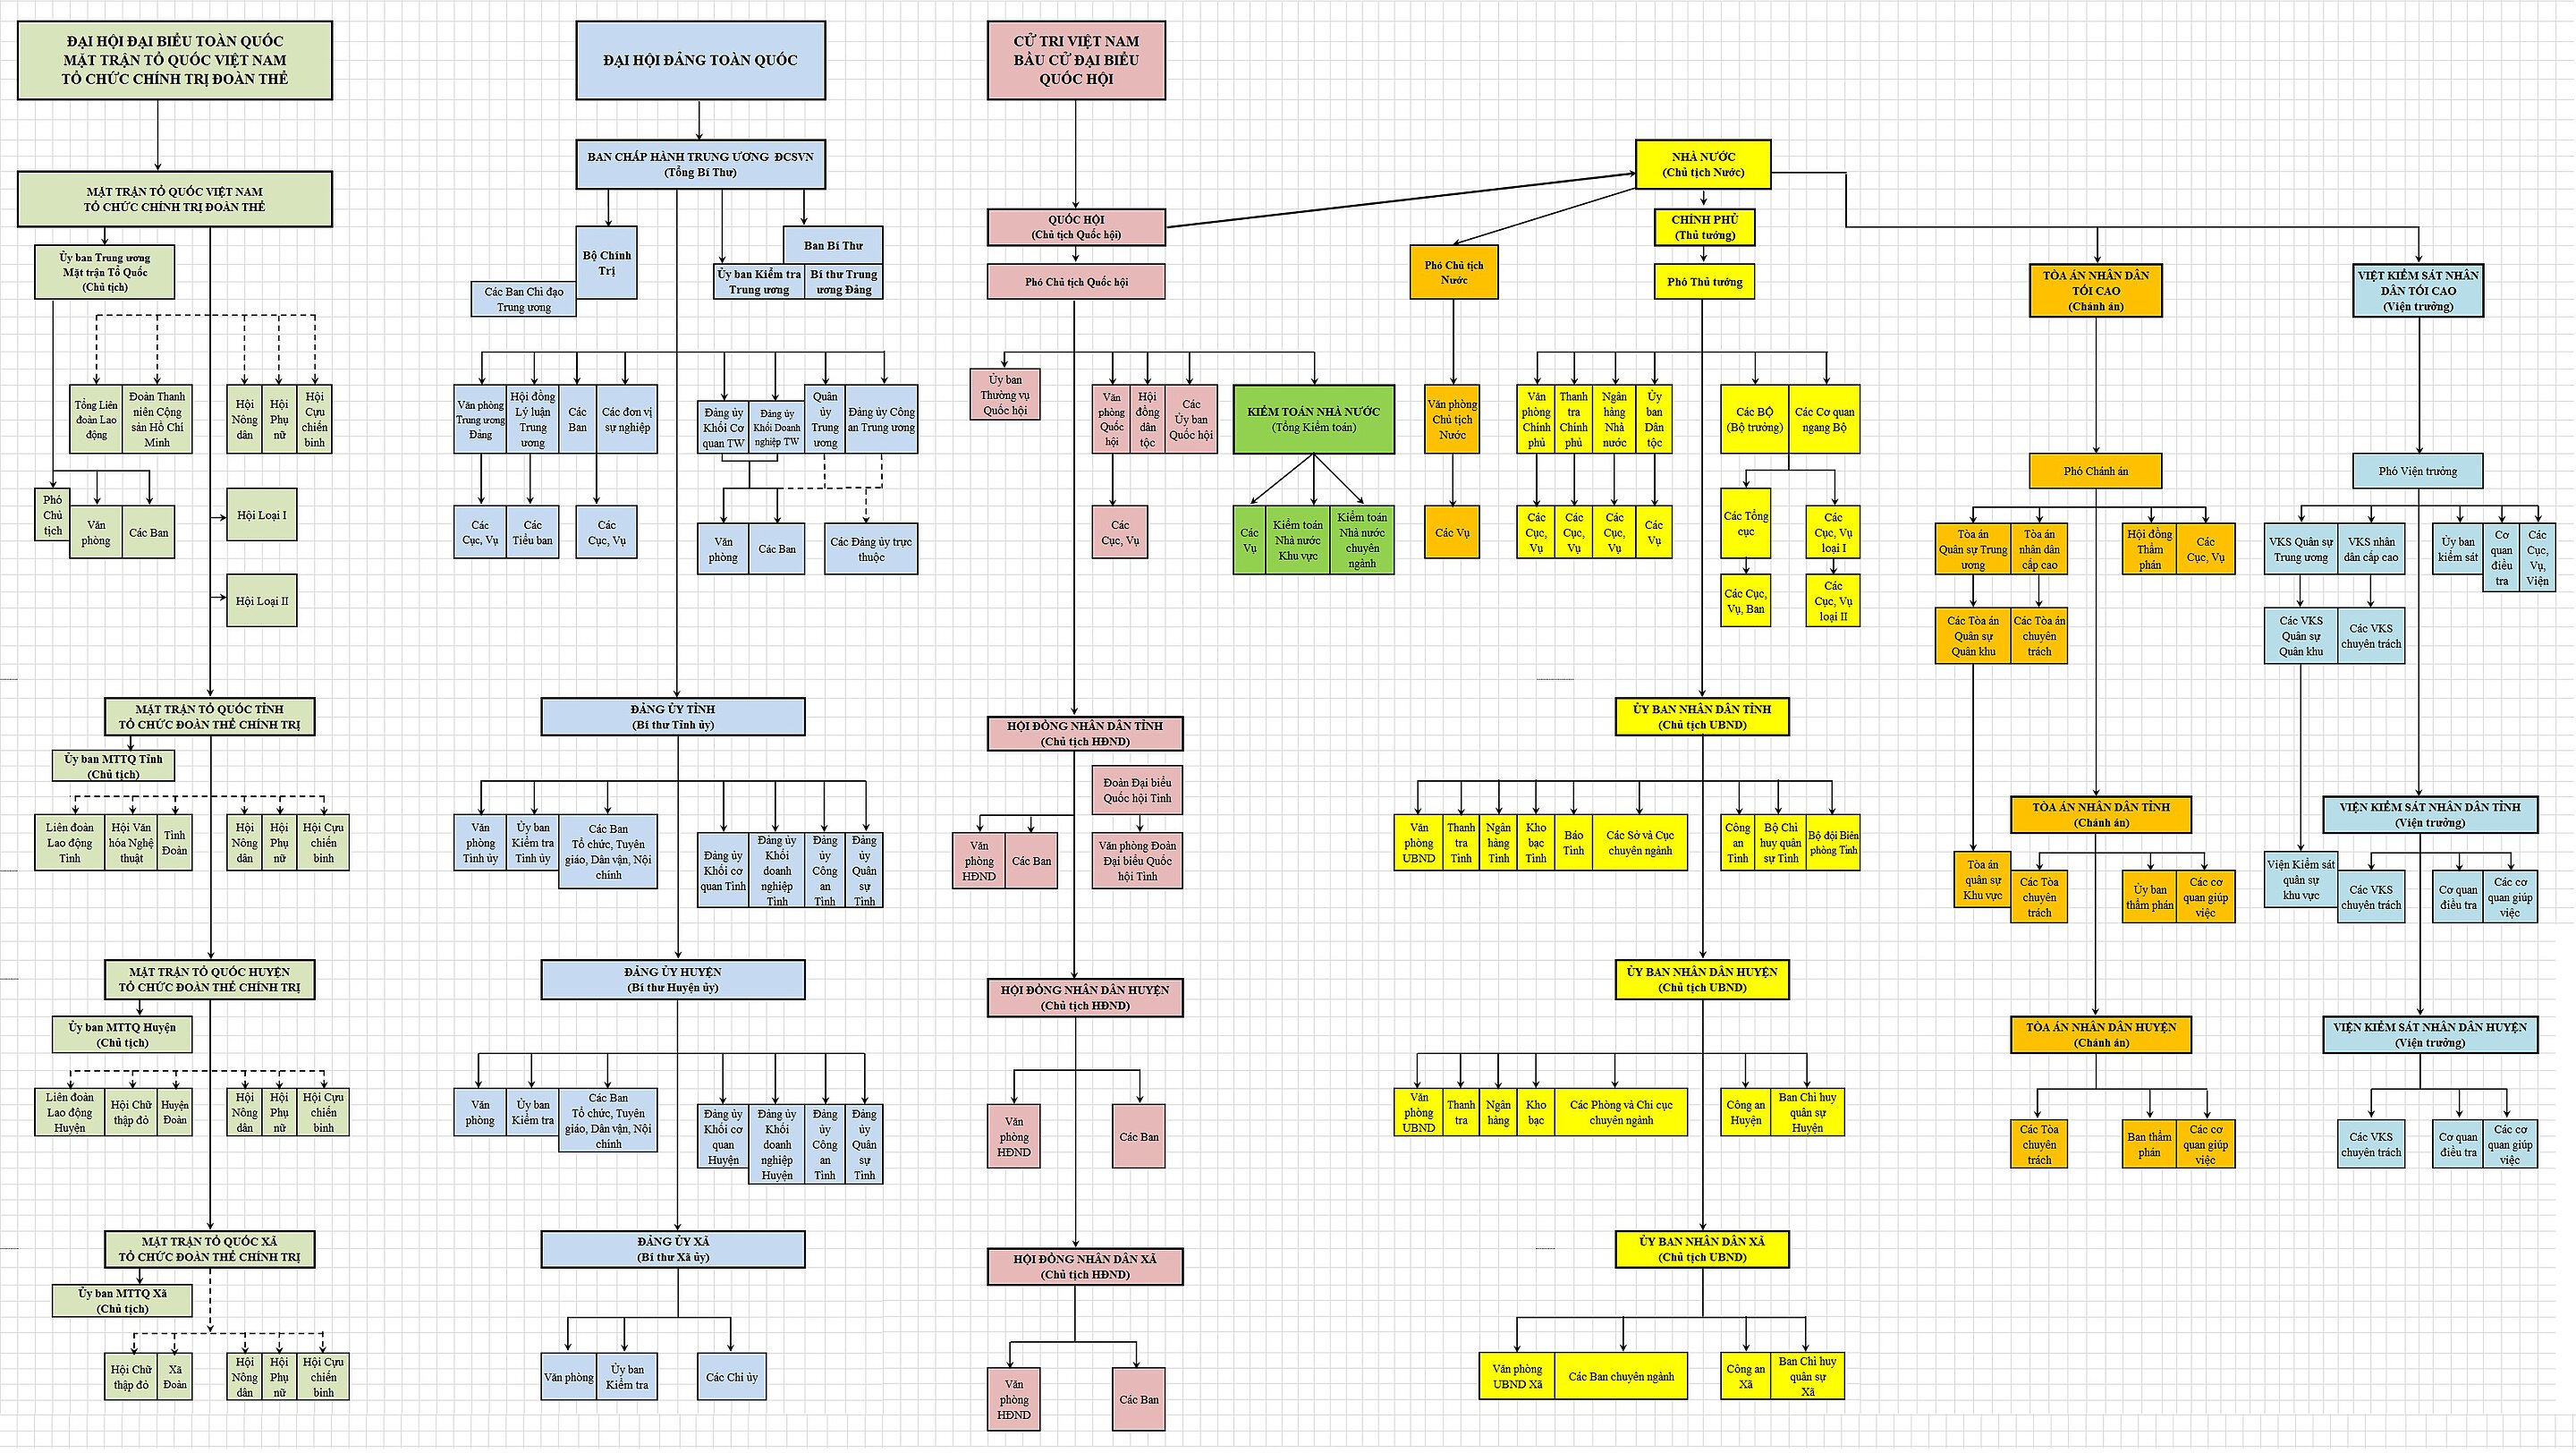 ĐẠI HỘI ĐẠI BIỂU TOÀN QUỐC
MẶT TRẬN TỔ QUỐC VIỆT NAM
TỔ CHỨC CHÍNH TRỊ ĐOÀN THỂ
MẶT TRẬN TỔ QUỐC VIỆT NAM
TỔ CHỨC CHÍNH TRỊ ĐOÀN THỂ
Ủy ban Trung ương
Mặt trận Tổ Quốc
(Chủ tịch)
Tổng Liên
đoàn Lao
động
Đoàn Thanh
niên Cộng
sản Hồ Chí
Minh
Hội
Nông
dân
Hội
Phụ
nữ
Hội
Cựu
chiến
binh
Phó
Chủ
tịch
Văn
phòng
Các Ban
Hội Loại I
Hội Loại II
MẶT TRẬN TỔ QUỐC TỈNH
TỔ CHỨC ĐOÀN THỂ CHÍNH TRỊ
Ủy ban MTTQ Tỉnh
(Chủ tịch)
Liên đoàn
Lao động
Tỉnh
Hội Văn
hóa Nghệ
thuật
Tỉnh
Đoàn
Hội
Nông
dân
Hội
Phụ
nữ
Hội Cựu
chiến
binh
MẶT TRẬN TỔ QUỐC HUYỆN
TỔ CHỨC ĐOÀN THỂ CHÍNH TRỊ
Ủy ban MTTQ Huyện
(Chủ tịch)
Liên đoàn
Lao động
Huyện
Hội Chữ
thập đỏ
Huyện
Đoàn
Hội
Nông
dân
Hội
Phụ
nữ
Hội Cựu
chiến
binh
MẶT TRẬN TỔ QUỐC XÃ
TỔ CHỨC ĐOÀN THỂ CHÍNH TRỊ
Ủy ban MTTQ Xã
(Chủ tịch)
Hội Chữ
thập đỏ
Xã
Đoàn
Hội
Nông
dân
Hội
Phụ
nữ
Hội Cựu
chiến
binh
ĐẠI HỘI ĐẢNG TOÀN QUỐC
BAN CHẤP HÀNH TRUNG ƯƠNG ĐCSVN
(Tổng Bí Thư)
Bộ Chính
Trị
Các Ban Chỉ đạo
Trung ương
Ban Bí Thư
Ủy ban Kiểm tra
Trung ương
Bí thư Trung
ương Đảng
Văn phòng
Trung ương
Đảng
Hội đồng
Lý luận
Trung
ương
Các
Ban
Các đơn vị
sự nghiệp
Đảng ủy
Khối Cơ
quan TW
Đảng ủy
Khối Doanh
nghiệp TW
Quân
ủy
Trung
ương
Đảng ủy Công
an Trung ương
Các
Cục, Vụ
Các
Tiểu ban
Các
Cục, Vụ
Văn
phòng
Các Ban
Các Đảng ủy trực
thuộc
ĐẢNG ỦY TỈNH
(Bí thư Tỉnh ủy)
Văn
phòng
Tỉnh ủy
Ủy ban
Kiểm tra
Tỉnh ủy
Các Ban
Tổ chức, Tuyên
giáo, Dân vận, Nội
chính
Đảng ủy
Khối cơ
quan Tỉnh
Đảng ủy
Khối
doanh
nghiệp
Tỉnh
Đảng
ủy
Công
an
Tỉnh
Đảng
ủy
Quân
sự
Tỉnh
ĐẢNG ỦY HUYỆN
(Bí thư Huyện ủy)
Văn
phòng
Ủy ban
Kiểm tra
Các Ban
Tổ chức, Tuyên
giáo, Dân vận, Nội
chính
Đảng ủy
Khối cơ
quan
Huyện
Đảng ủy
Khối
doanh
nghiệp
Huyện
Đảng
ủy
Công
an
Tỉnh
Đảng
ủy
Quân
sự
Tỉnh
ĐẢNG ỦY XÃ
(Bí thư Xã ủy)
Văn phòng
Ủy ban
Kiểm tra
Các Chi ủy
CỬ TRI VIỆT NAM
BẦU CỬ ĐẠI BIỂU
QUỐC HỘI
QUỐC HỘI
(Chủ tịch Quốc hội)
Phó Chủ tịch Quốc hội
Ủy ban
Thường vụ
Quốc hội
Văn
phòng
Quốc
hội
Hội
đồng
dân
tộc
Các
Ủy ban
Quốc hội
KIỂM TOÁN NHÀ NƯỚC
(Tổng Kiểm toán)
Các
Cục, Vụ
Các
Vụ
Kiểm toán
Nhà nước
Khu vực
Kiểm toán
Nhà nước
chuyên
ngành
HỘI ĐỒNG NHÂN DÂN TỈNH
(Chủ tịch HĐND)
Đoàn Đại biểu
Quốc hội Tỉnh
Văn
phòng
HĐND
Các Ban
Văn phòng Đoàn
Đại biểu Quốc
hội Tỉnh
HỘI ĐỒNG NHÂN DÂN HUYỆN
(Chủ tịch HĐND)
Văn
phòng
HĐND
Các Ban
HỘI ĐỒNG NHÂN DÂN XÃ
(Chủ tịch HĐND)
Văn
phòng
HĐND
Các Ban
NHÀ NƯỚC
(Chủ tịch Nước)
Phó Chủ tịch
Nước
Văn phòng
Chủ tịch
Nước
Các Vụ
CHÍNH PHỦ
(Thủ tướng)
Phó Thủ tướng
Văn
phòng
Chính
phủ
Thanh
tra
Chính
phủ
Ngân
hàng
Nhà
nước
Ủy
ban
Dân
tộc
Các BỘ
(Bộ trưởng)
Các Cơ quan
ngang Bộ
Các
Cục,
Vụ
Các
Cục,
Vụ
Các
Cục,
Vụ
Các
Vụ
Các Tổng
cục
Các
Cục, Vụ
loại I
Các Cục,
Vụ, Ban
Các
Cục, Vụ
loại II
ỦY BAN NHÂN DÂN TỈNH
(Chủ tịch UBND)
Văn
phòng
UBND
Thanh
tra
Tỉnh
Ngân
hàng
Tỉnh
Kho
bạc
Tỉnh
Báo
Tỉnh
Các Sở và Cục
chuyên ngành
Công
an
Tỉnh
Bộ Chỉ
huy quân
sự Tỉnh
Bộ đội Biên
phòng Tỉnh
ỦY BAN NHÂN DÂN HUYỆN
(Chủ tịch UBND)
Văn
phòng
UBND
Thanh
tra
Ngân
hàng
Kho
bạc
Các Phòng và Chi cục
chuyên ngành
Công an
Huyện
Ban Chỉ huy
quân sự
Huyện
ỦY BAN NHÂN DÂN XÃ
(Chủ tịch UBND)
Văn phòng
UBND Xã
Các Ban chuyên ngành
Công an
Xã
Ban Chỉ huy
quân sự
Xã
TÒA ÁN NHÂN DÂN
TỐI CAO
(Chánh án)
Phó Chánh án
Tòa án
Quân sự Trung
ương
Tòa án
nhân dân
cấp cao
Hội đồng
Thẩm
phán
Các
Cục, Vụ
Các Tòa án
Quân sự
Quân khu
Các Tòa án
chuyên
trách
TÒA ÁN NHÂN DÂN TỈNH
(Chánh án)
Tòa án
quân sự
Khu vực
Các Tòa
chuyên
trách
Ủy ban
thẩm phán
Các cơ
quan giúp
việc
TÒA ÁN NHÂN DÂN HUYỆN
(Chánh án)
Các Tòa
chuyên
trách
Ban thẩm
phán
Các cơ
quan giúp
việc
VIỆT KIỂM SÁT NHÂN
DÂN TỐI CAO
(Viện trưởng)
Phó Viện trưởng
VKS Quân sự
Trung ương
VKS nhân
dân cấp cao
Ủy ban
kiểm sát
Cơ
quan
điều
tra
Các
Cục,
Vụ,
Viện
Các VKS
Quân sự
Quân khu
Các VKS
chuyên trách
VIỆN KIỂM SÁT NHÂN DÂN TỈNH
(Viện trưởng)
Viện Kiểm sát
quân sự
khu vực
Các VKS
chuyên trách
Cơ quan
điều tra
Các cơ
quan giúp
việc
VIỆN KIỂM SÁT NHÂN DÂN HUYỆN
(Viện trưởng)
Các VKS
chuyên trách
Cơ quan
điều tra
Các cơ
quan giúp
việc